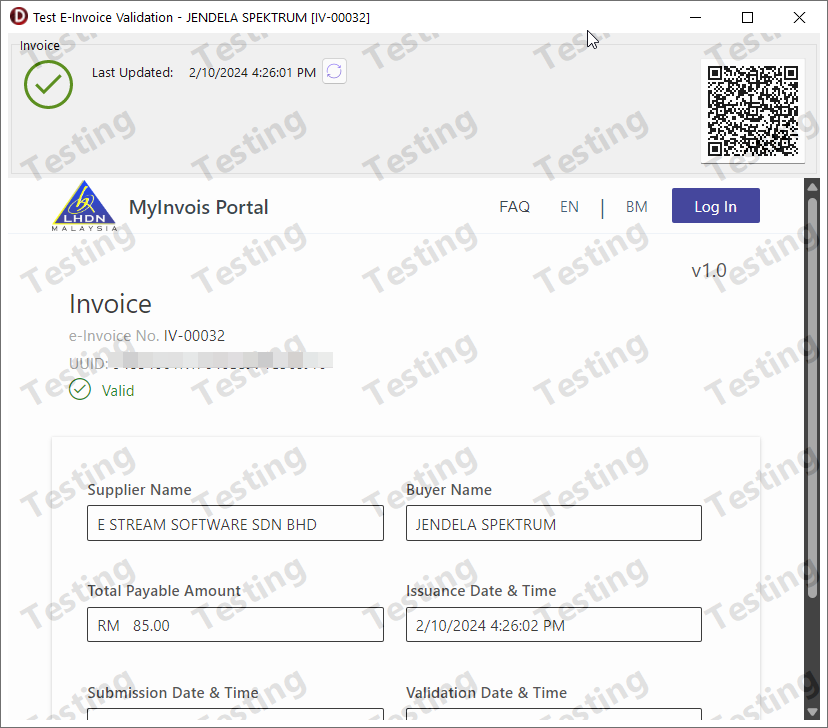 Test E-Invoice Validation - JENDELA SPEKTRUM [IV-00032]
Invoice
Last Updated: 2/10/2024 4:26:01 PM
LHDN
MALAYSIA
MyInvois Portal
FAQ EN | BM Log In
v1.0
Invoice
e-Invoice No. IV-00032
UUID:
Valid
Supplier Name Buyer Name
E STREAM SOFTWARE SDN BHD JENDELA SPEKTRUM
Total Payable Amount Issuance Date & Time
RM 85.00 2/10/2024 4:26:02 PM
Submission Date & Time Validation Date & Time
Testing Testing Testing Testing Testing
Testing Testing Testing Testing Testing
Testing Testing Testing Testing Testing
Testing Testing Testing Testing Testing
Testing Testing Testing Testing Testing
Testing Testing Testing Testing Testing
Testing Testing Testing Testing Testing